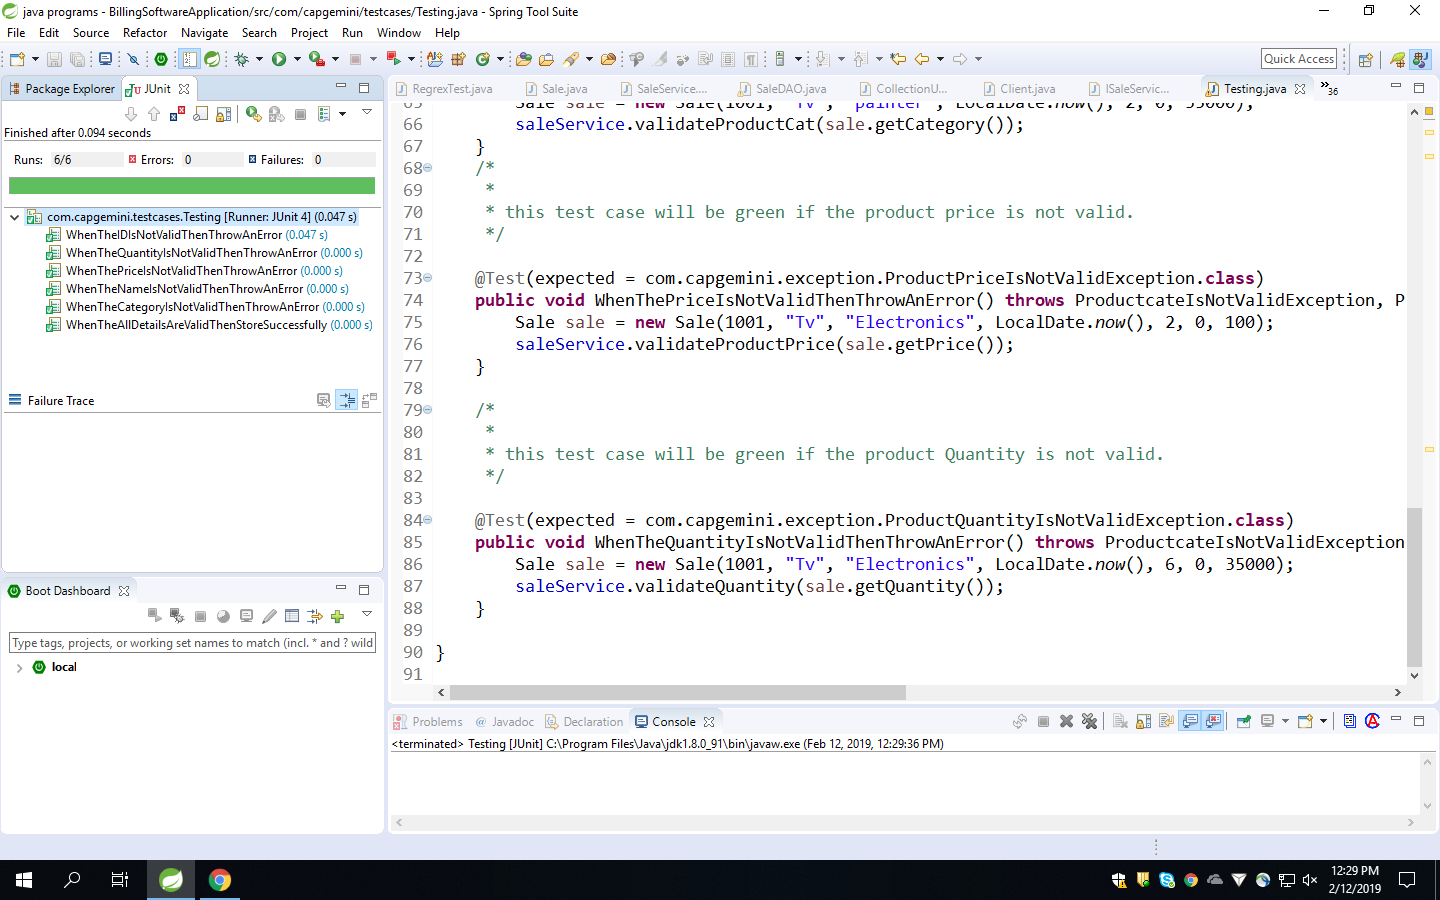 java programs - BillingSoftwareApplication/src/com/capgemini/testcases/Testing.java - Spring Tool Suite
File Edit Source Refactor Navigate Search Project Run Window Help
Quick Access
Package Explorer JUnit
Finished after 0.094 seconds
Runs: 6/6 Errors: 0 Failures: 0
com.capgemini.testcases.Testing [Runner: JUnit 4] (0.047 s)
WhenTheIDIsNotValidThenThrowAnError (0.047 s)
WhenTheQuantityIsNotValidThenThrowAnError (0.000 s)
WhenThePriceIsNotValidThenThrowAnError (0.000 s)
WhenTheNameIsNotValidThenThrowAnError (0.000 s)
WhenTheCategoryIsNotValidThenThrowAnError (0.000 s)
WhenTheAllDetailsAreValidThenStoreSuccessfully (0.000 s)
Failure Trace
Boot Dashboard
Type tags, projects, or working set names to match (incl. * and ? wild
local
RegrexTest.java Sale.java SaleService.... SaleDAO.java CollectionU... Client.java ISaleServic... Testing.java »36
65 Sale sale = new Sale(1001, "Tv", "painter", LocalDate.now(), 2, 0, 35000);
66 saleService.validateProductCat(sale.getCategory());
67 }
68 /*
69 *
70 * this test case will be green if the product price is not valid.
71 */
72
73 @Test(expected = com.capgemini.exception.ProductPriceIsNotValidException.class)
74 public void WhenThePriceIsNotValidThenThrowAnError() throws ProductcateIsNotValidException, P
75 Sale sale = new Sale(1001, "Tv", "Electronics", LocalDate.now(), 2, 0, 100);
76 saleService.validateProductPrice(sale.getPrice());
77 }
78
79 /*
80 *
81 * this test case will be green if the product Quantity is not valid.
82 */
83
84 @Test(expected = com.capgemini.exception.ProductQuantityIsNotValidException.class)
85 public void WhenTheQuantityIsNotValidThenThrowAnError() throws ProductcateIsNotValidException
86 Sale sale = new Sale(1001, "Tv", "Electronics", LocalDate.now(), 6, 0, 35000);
87 saleService.validateQuantity(sale.getQuantity());
88 }
89
90 }
91
Problems @ Javadoc Declaration Console
<terminated> Testing [JUnit] C:\Program Files\Java\jdk1.8.0_91\bin\javaw.exe (Feb 12, 2019, 12:29:36 PM)
12:29 PM
2/12/2019